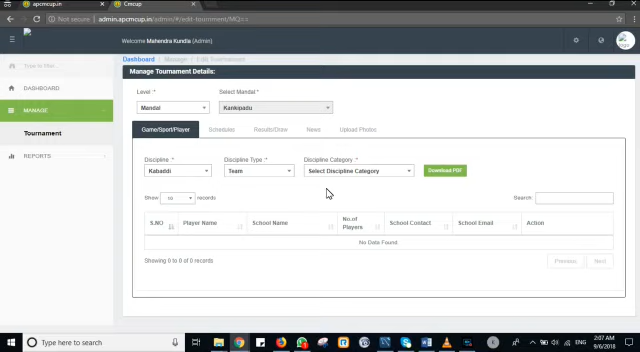 apcmcup.in
Cmcup
Not secure
admin.apcmcup.in/admin/#/edit-tournament/MQ==
Welcome Mahendra Kundla (Admin)
Dashboard / Manage / Edit Tournament
Type to filter...
DASHBOARD
MANAGE
Tournament
REPORTS
Manage Tournament Details:
Level :*
Select Mandal :*
Mandal
Kankipadu
Game/Sport/Player
Schedules
Results/Draw
News
Upload Photos
Discipline :*
Discipline Type :*
Discipline Category :*
Kabaddi
Team
Select Discipline Category
Download PDF
Show 10 records
Search :
S.NO
Player Name
School Name
No.of Players
School Contact
School Email
Action
No Data Found
Showing 0 to 0 of 0 records
Previous
Next
Type here to search
ENG
2:07 AM
9/6/2018